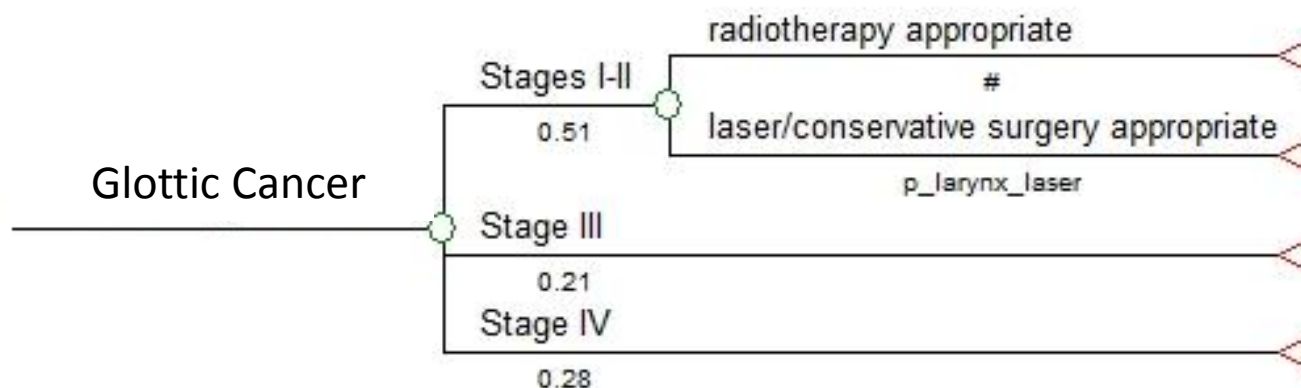 radiotherapy appropriate
Stages I-II
#
0.51
laser/conservative surgery appropriate
p_larynx_laser
Glottic Cancer
Stage III
0.21
Stage IV
0.28